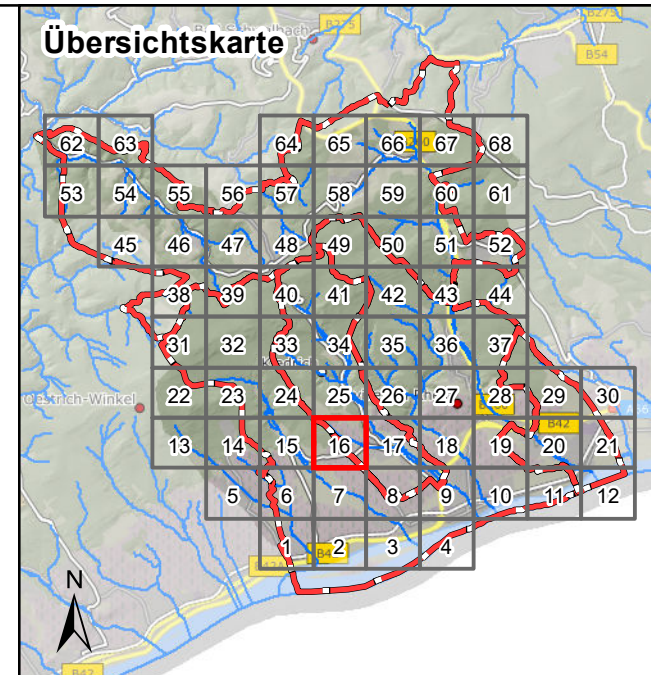 Übersichtskarte
B275
B54
62 63 64 65 66 67 68
53 54 55 56 57 58 59 60 61
45 46 47 48 49 50 51 52
38 39 40 41 42 43 44
31 32 33 34 35 36 37
Oestrich-Winkel
22 23 24 25 26 27 28 29 30
B42
13 14 15 16 17 18 19 20 21
5 6 7 8 9 10 11 12
1 2 3 4
N
B42